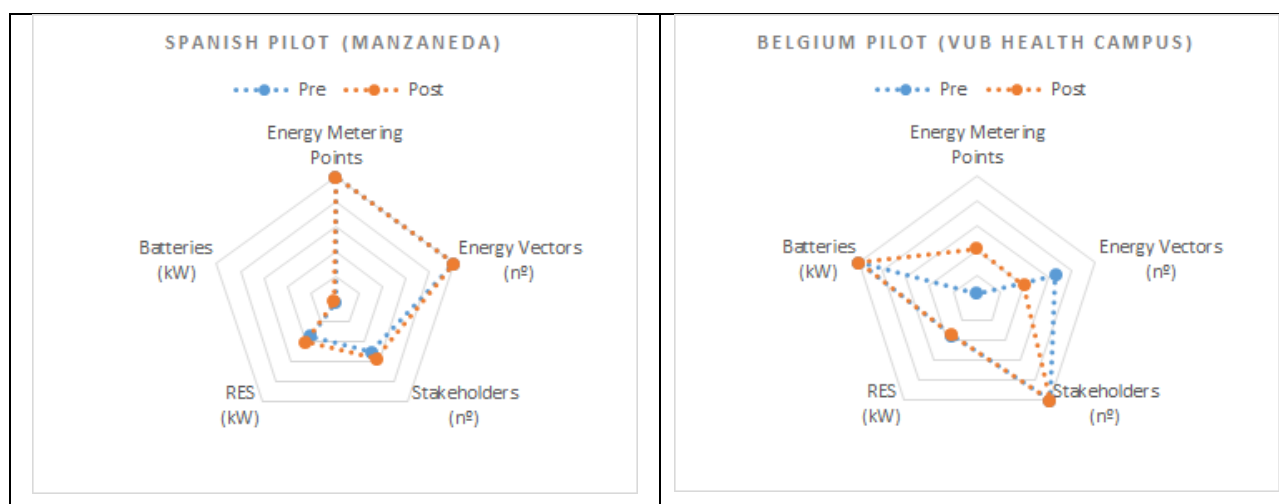 SPANISH PILOT (MANZANEDA)
Pre Post
Energy Metering
Points
Batteries
(kW)
Energy Vectors
(nº)
RES
(kW)
Stakeholders
(nº)
BELGIUM PILOT (VUB HEALTH CAMPUS)
Pre Post
Energy Metering
Points
Batteries
(kW)
Energy Vectors
(nº)
RES
(kW)
Stakeholders
(nº)